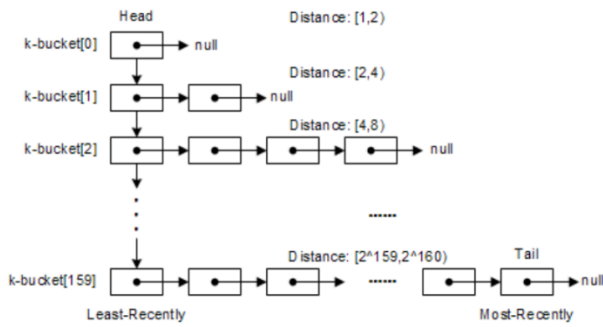 Head Distance: [1,2)
k-bucket[0] null
Distance: [2,4)
k-bucket[1] null
Distance: [4,8)
k-bucket[2] null
Distance: [2^159,2^160) Tail
k-bucket[159] null
Least-Recently Most-Recently